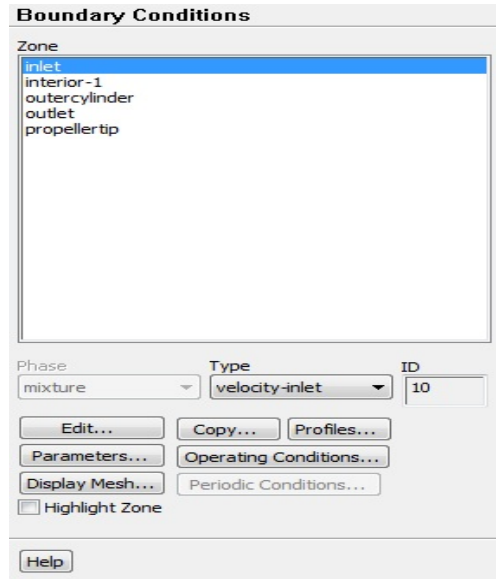 Boundary Conditions
Zone
inlet
interior-1
outercylinder
outlet
propellertip
Phase Type ID
mixture velocity-inlet 10
Edit... Copy... Profiles...
Parameters... Operating Conditions...
Display Mesh... Periodic Conditions...
Highlight Zone
Help